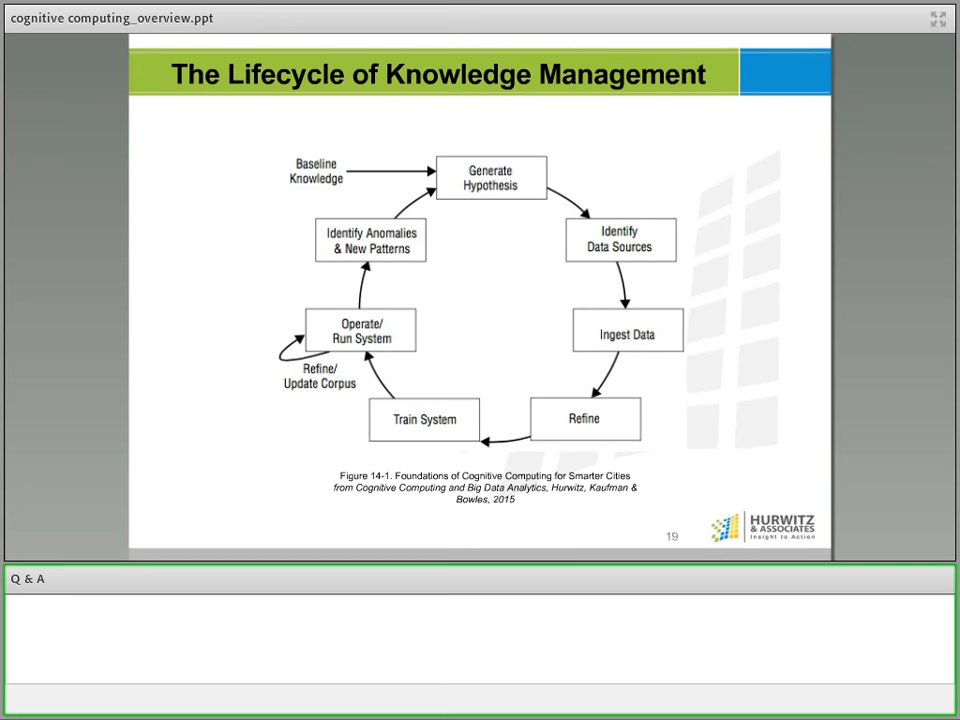 cognitive computing_overview.ppt
The Lifecycle of Knowledge Management
Baseline
Knowledge
Generate
Hypothesis
Identify
Data Sources
Ingest Data
Refine
Train System
Operate/
Run System
Refine/
Update Corpus
Identify Anomalies
& New Patterns
Figure 14-1. Foundations of Cognitive Computing for Smarter Cities
from Cognitive Computing and Big Data Analytics, Hurwitz, Kaufman &
Bowles, 2015
19
HURWITZ
& ASSOCIATES
Insight to Action
Q & A